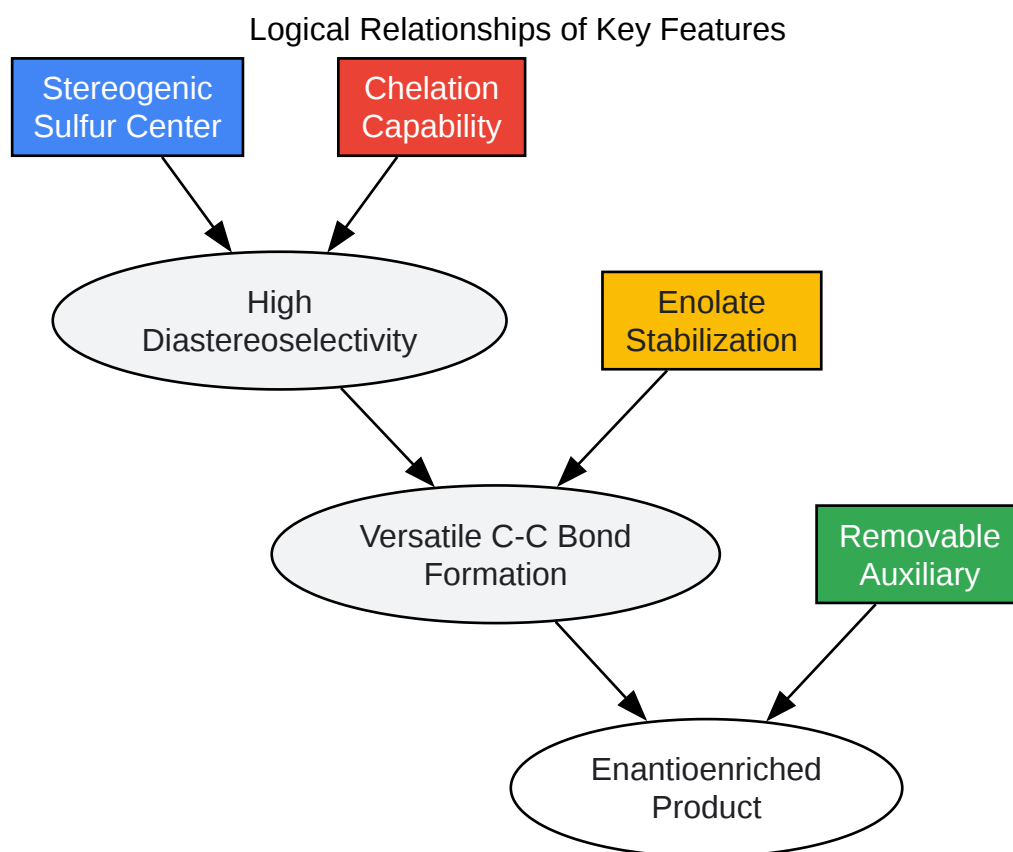 Logical Relationships of Key Features
Stereogenic
Sulfur Center
Chelation
Capability
High
Diastereoselectivity
Enolate
Stabilization
Versatile C-C Bond
Formation
Removable
Auxiliary
Enantioenriched
Product